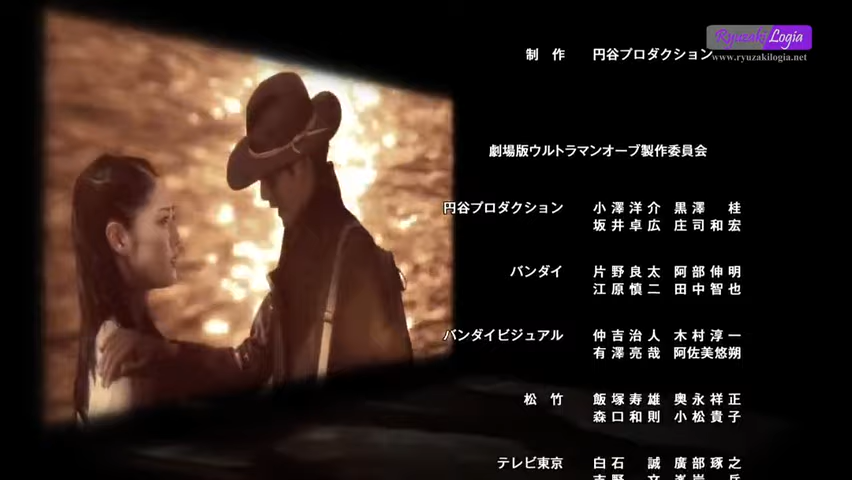 Ryuzaki Logia
www.ryuzakilogia.net
制作 円谷プロダクション
劇場版ウルトラマンオーブ製作委員会
円谷プロダクション 小澤洋介 黒澤 桂
坂井卓広 庄司和宏
バンダイ 片野良太 阿部伸明
江原慎二 田中智也
バンダイビジュアル 仲吉治人 木村淳一
有澤亮哉 阿佐美悠朔
松竹 飯塚寿雄 奥永祥正
森口和則 小松貴子
テレビ東京 白石 誠 廣部琢之